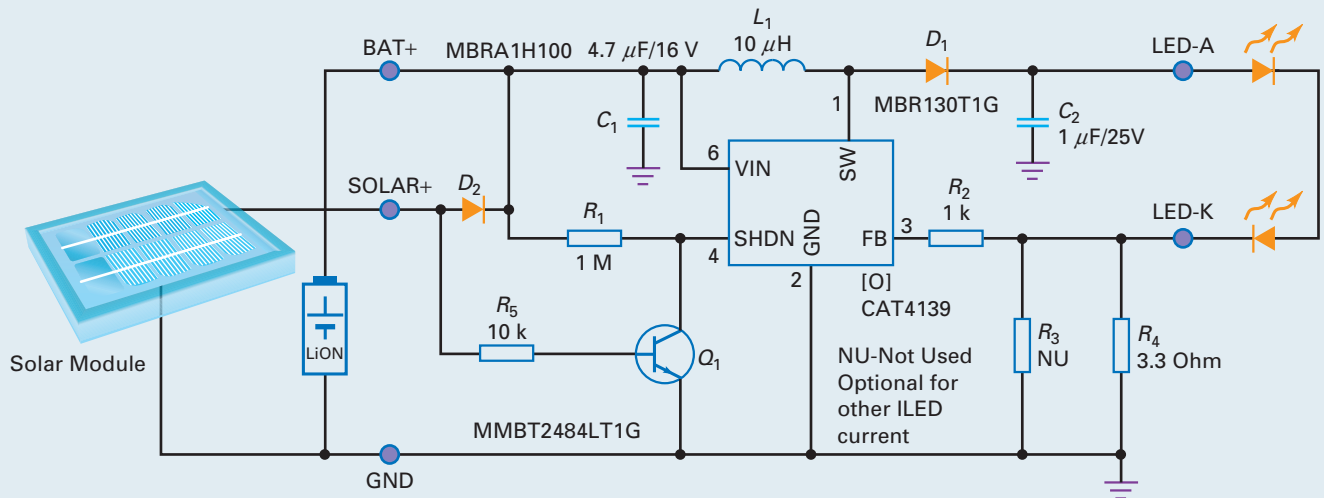 L1
10 μH
BAT+
MBRA1H100
4.7 μF/16 V
D1
LED-A
MBR130T1G
1
C1
C2
1 μF/25V
6
VIN
SW
SOLAR+
D2
R1
1 M
SHDN
4
GND
2
FB
3
R2
1 k
LED-K
[O]
CAT4139
R5
10 k
Q1
R3
NU
R4
3.3 Ohm
LiON
Solar Module
NU-Not Used
Optional for
other ILED
current
MMBT2484LT1G
GND